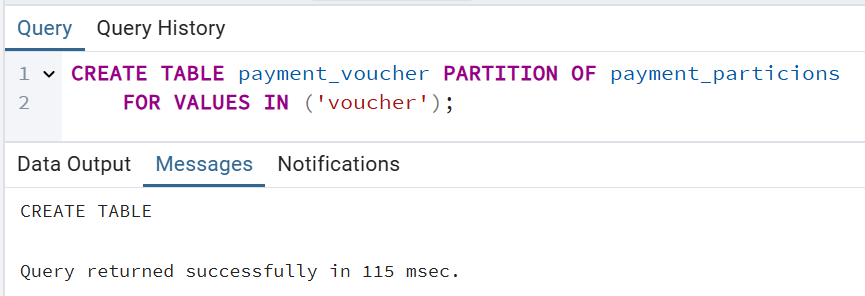 Query Query History
1 CREATE TABLE payment_voucher PARTITION OF payment_particions
2 FOR VALUES IN ('voucher');
Data Output Messages Notifications
CREATE TABLE
Query returned successfully in 115 msec.